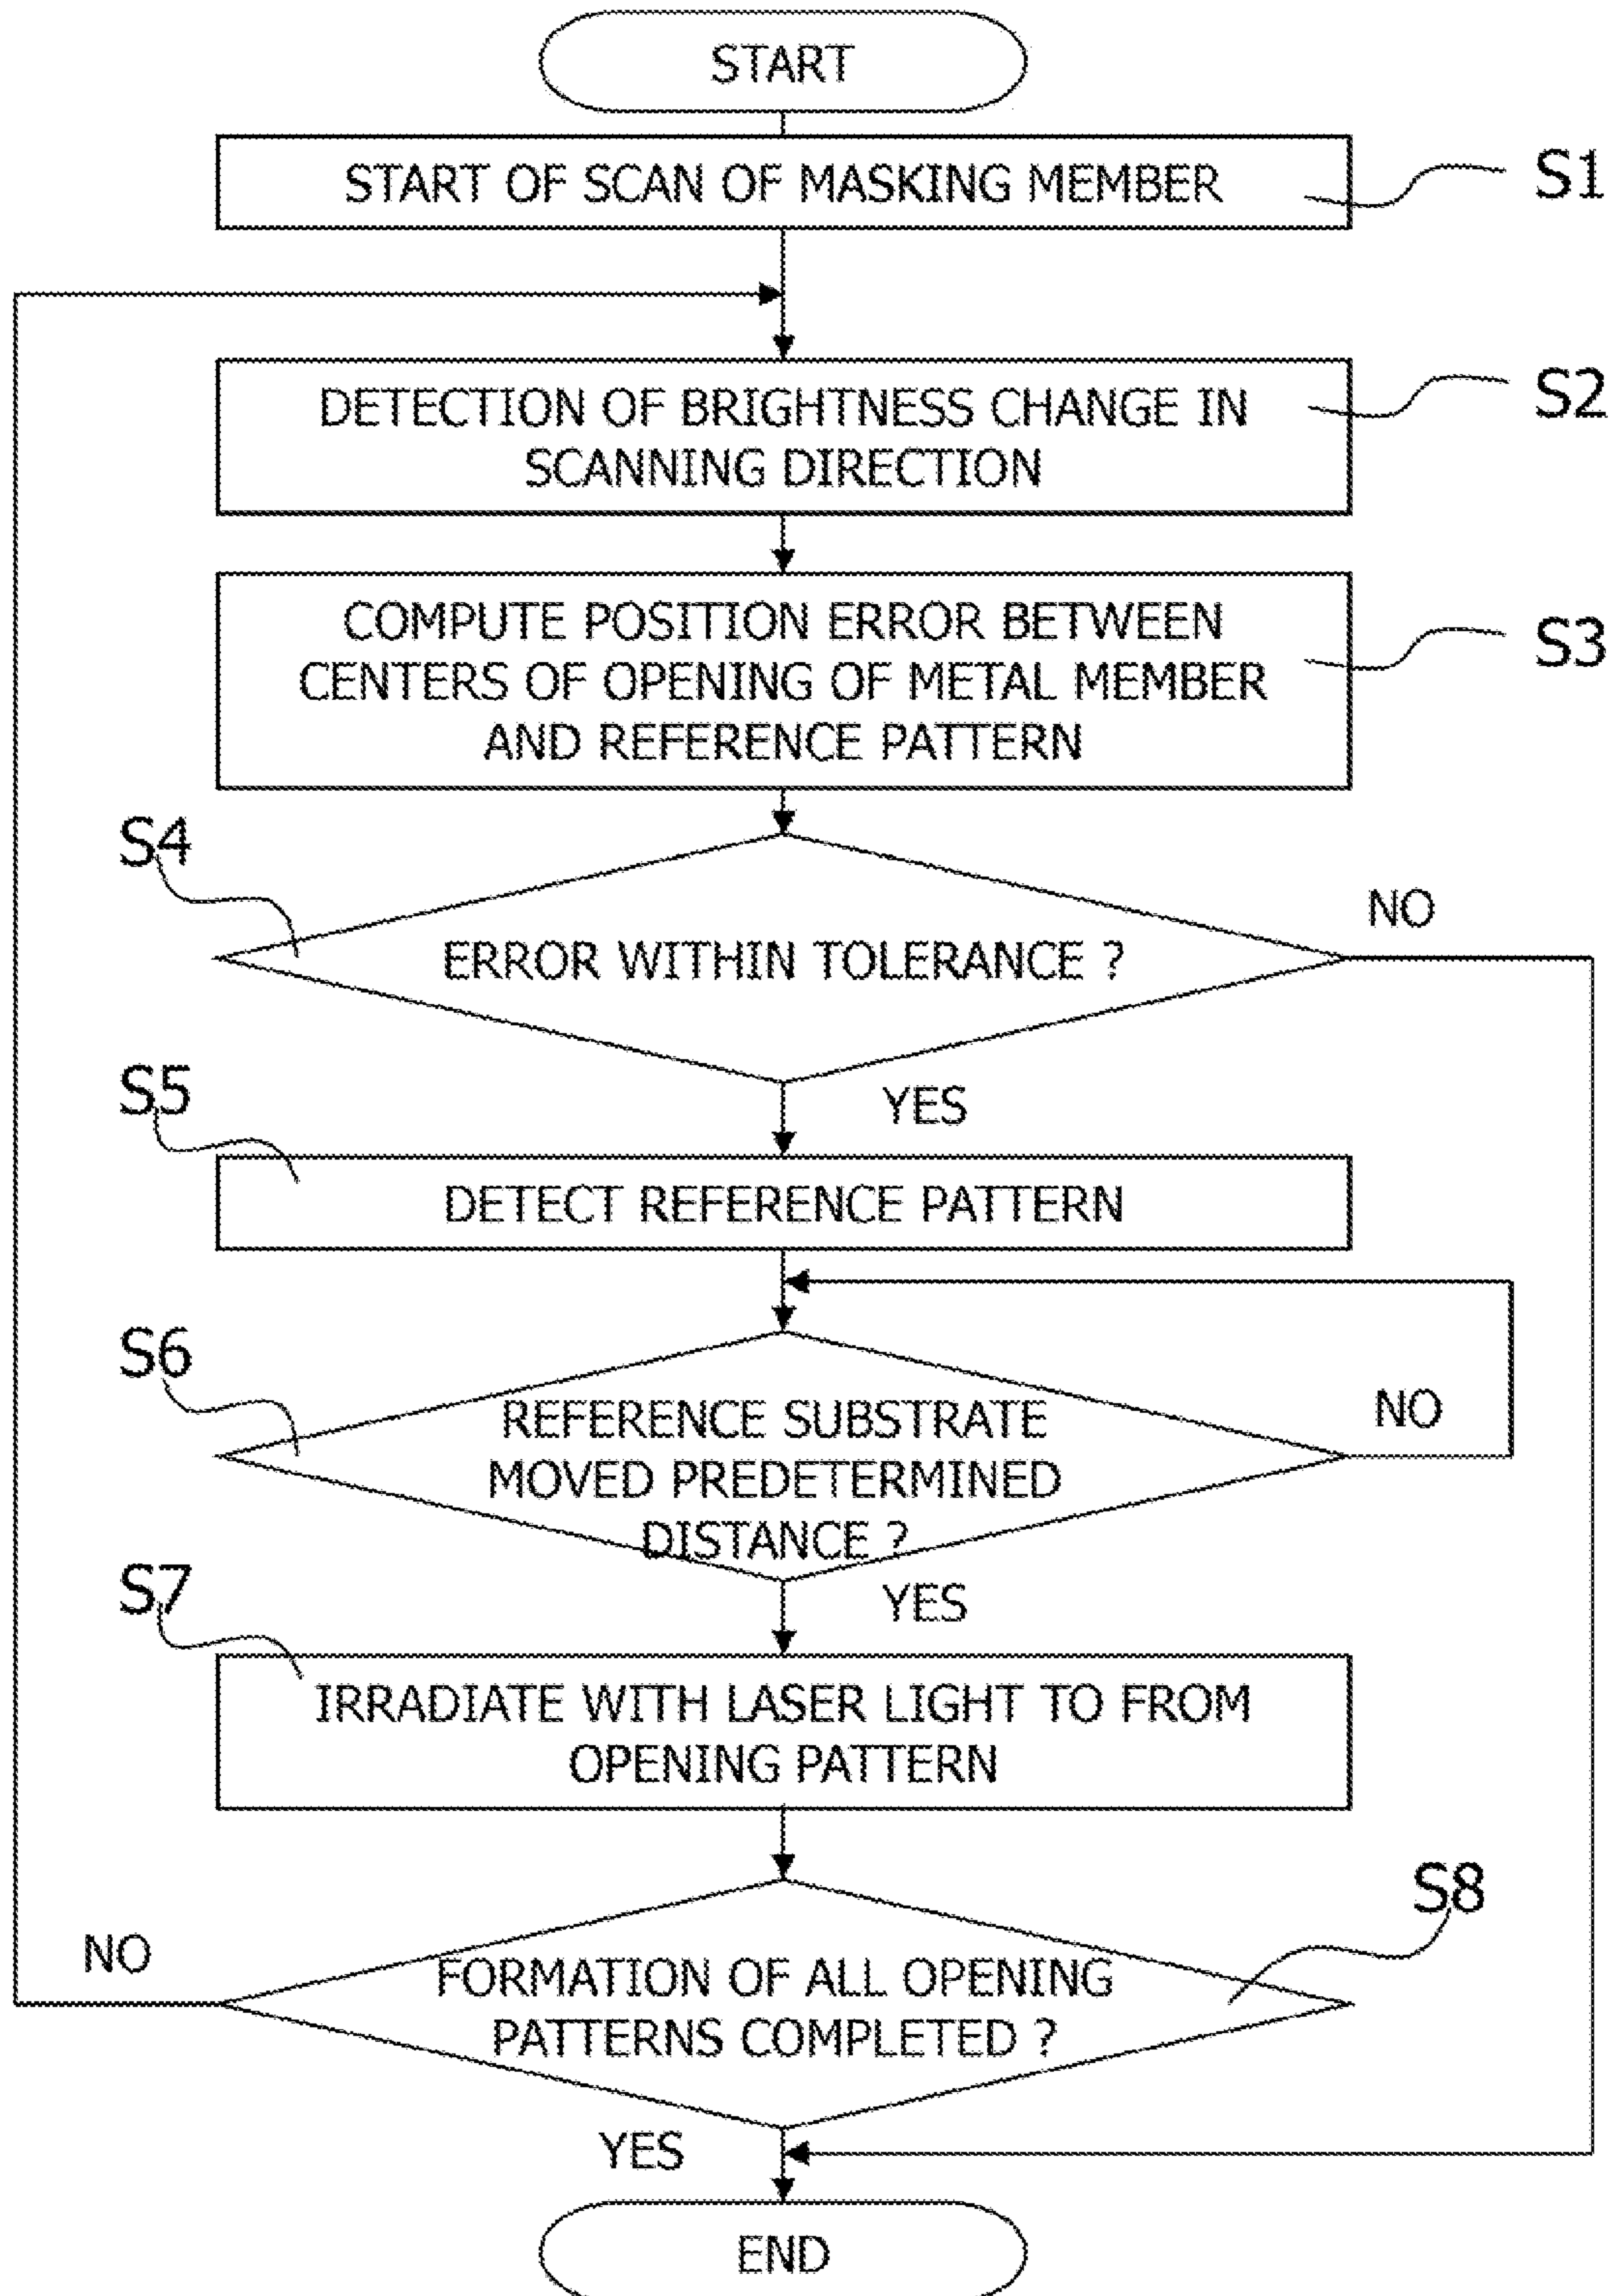 START
START OF SCAN OF MASKING MEMBER
S1
DETECTION OF BRIGHTNESS CHANGE IN
SCANNING DIRECTION
S2
COMPUTE POSITION ERROR BETWEEN
CENTERS OF OPENING OF METAL MEMBER
AND REFERENCE PATTERN
S3
S4
ERROR WITHIN TOLERANCE ?
NO
YES
S5
DETECT REFERENCE PATTERN
S6
REFERENCE SUBSTRATE
MOVED PREDETERMINED
DISTANCE ?
NO
YES
S7
IRRADIATE WITH LASER LIGHT TO FROM
OPENING PATTERN
S8
NO
FORMATION OF ALL OPENING
PATTERNS COMPLETED ?
YES
END